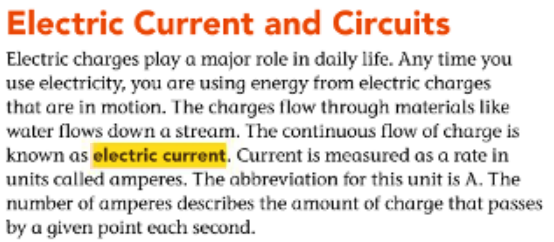 Electric Current and Circuits
Electric charges play a major role in daily life. Any time you
use electricity, you are using energy from electric charges
that are in motion. The charges flow through materials like
water flows down a stream. The continuous flow of charge is
known as electric current. Current is measured as a rate in
units called amperes. The abbreviation for this unit is A. The
number of amperes describes the amount of charge that passes
by a given point each second.